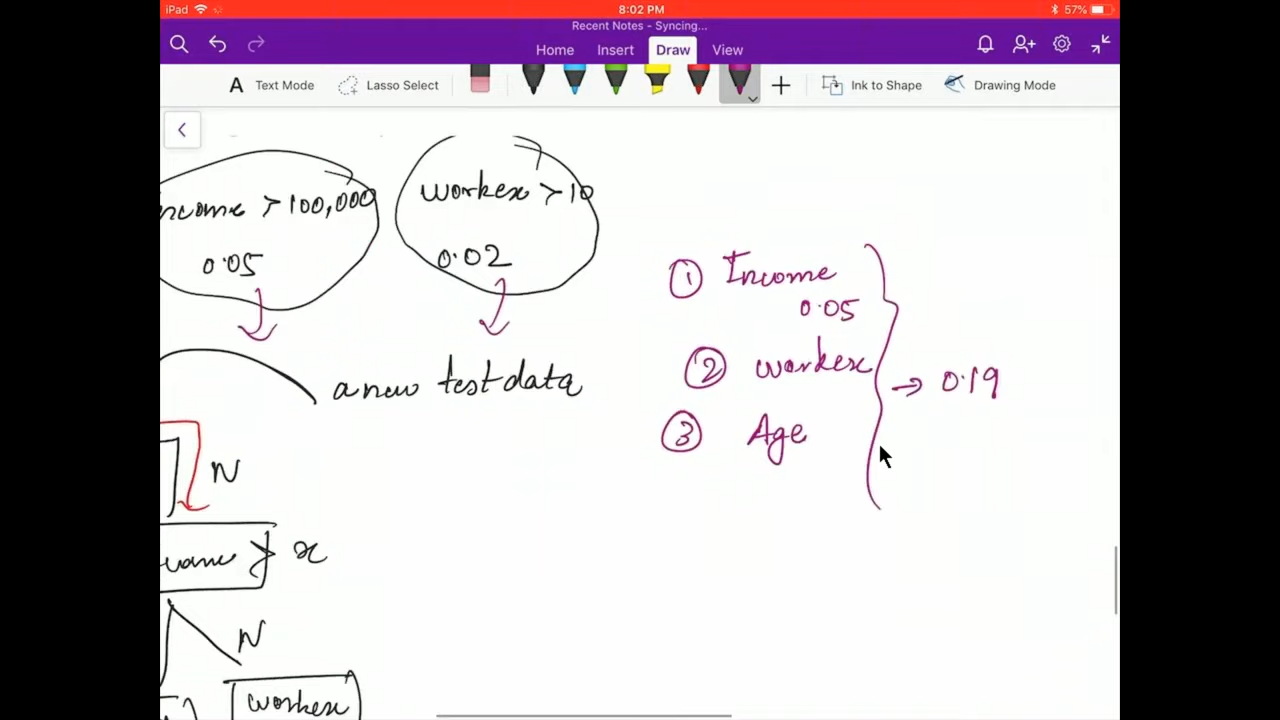 iPad 8:02 PM 57%
Recent Notes - Syncing...
Home Insert Draw View
A Text Mode Lasso Select Ink to Shape Drawing Mode
ncome > 100,000
0.05
workex > 10
0.02
a new test data
① Income
0.05
② workex
③ Age
→ 0.19
N
x
N
workex